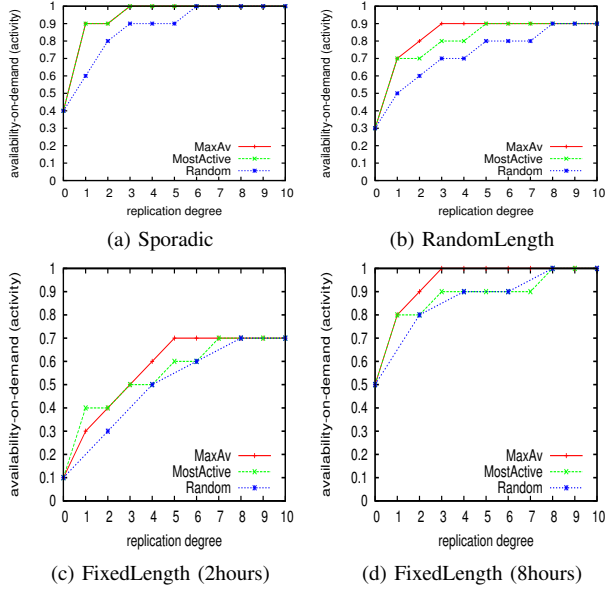 availability-on-demand (activity)
1
0.9
0.8
0.7
0.6
0.5
0.4
0.3
0.2
0.1
0
MaxAv
MostActive
Random
0 1 2 3 4 5 6 7 8 9 10
replication degree
(a) Sporadic
availability-on-demand (activity)
1
0.9
0.8
0.7
0.6
0.5
0.4
0.3
0.2
0.1
0
MaxAv
MostActive
Random
0 1 2 3 4 5 6 7 8 9 10
replication degree
(b) RandomLength
availability-on-demand (activity)
1
0.9
0.8
0.7
0.6
0.5
0.4
0.3
0.2
0.1
0
MaxAv
MostActive
Random
0 1 2 3 4 5 6 7 8 9 10
replication degree
(c) FixedLength (2hours)
availability-on-demand (activity)
1
0.9
0.8
0.7
0.6
0.5
0.4
0.3
0.2
0.1
0
MaxAv
MostActive
Random
0 1 2 3 4 5 6 7 8 9 10
replication degree
(d) FixedLength (8hours)